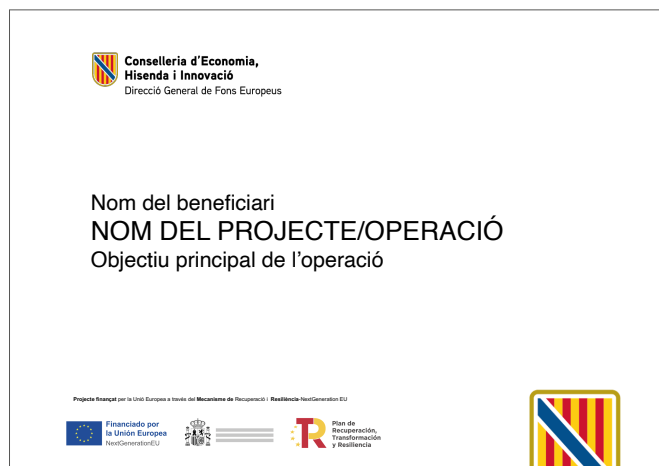 Conselleria d'Economia,
Hisenda i Innovació
Direcció General de Fons Europeus
Nom del beneficiari
NOM DEL PROJECTE/OPERACIÓ
Objectiu principal de l'operació
Projecte finançat per la Unió Europea a través del Mecanisme de Recuperació i Resiliència-NextGeneration EU
Financiado por
la Unión Europea
NextGenerationEU
Plan de
Recuperación,
Transformación
y Resiliencia